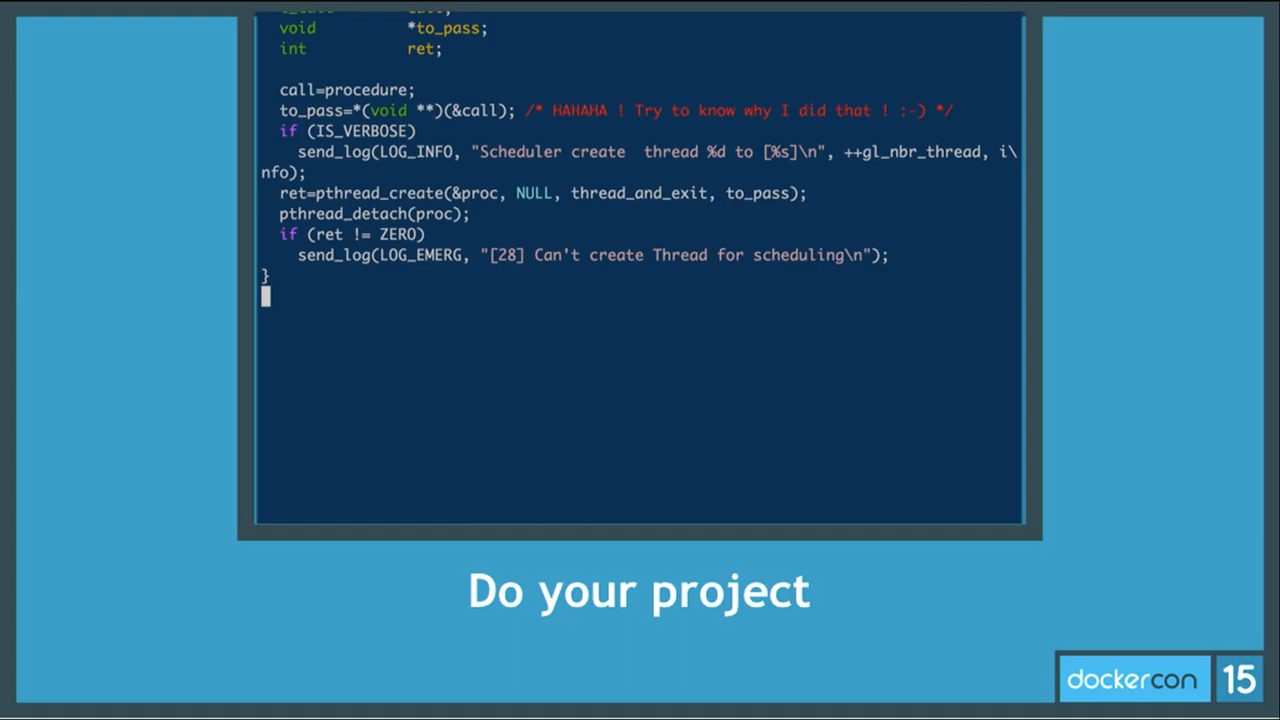 void *to_pass;
int ret;
call=procedure;
to_pass=*(void **)(&call); /* HAHAHA ! Try to know why I did that ! :-) */
if (IS_VERBOSE)
send_log(LOG_INFO, "Scheduler create  thread %d to [%s]\n", ++gl_nbr_thread, i\
nfo);
ret=pthread_create(&proc, NULL, thread_and_exit, to_pass);
pthread_detach(proc);
if (ret != ZERO)
send_log(LOG_EMERG, "[28] Can't create Thread for scheduling\n");
}
Do your project
dockercon 15